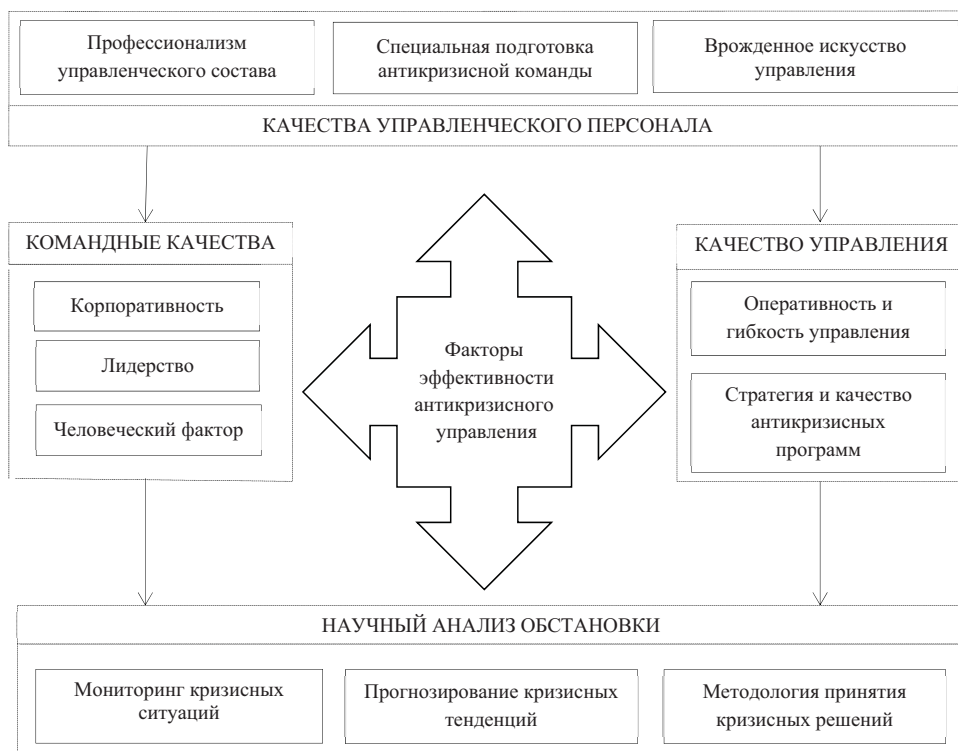 Профессионализм
управленческого состава
Специальная подготовка
антикризисной команды
Врожденное искусство
управления
КАЧЕСТВА УПРАВЛЕНЧЕСКОГО ПЕРСОНАЛА
КОМАНДНЫЕ КАЧЕСТВА
Корпоративность
Лидерство
Человеческий фактор
Факторы
эффективности
антикризисного
управления
КАЧЕСТВО УПРАВЛЕНИЯ
Оперативность и
гибкость управления
Стратегия и качество
антикризисных
программ
НАУЧНЫЙ АНАЛИЗ ОБСТАНОВКИ
Мониторинг кризисных
ситуаций
Прогнозирование кризисных
тенденций
Методология принятия
кризисных решений